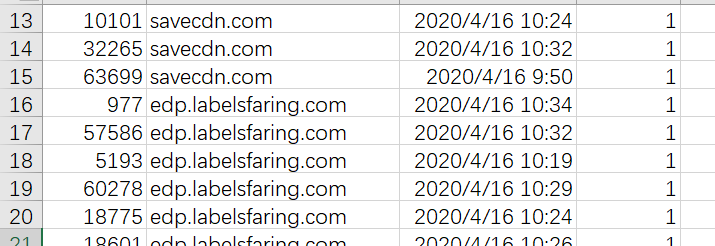 13 10101 savecdn.com 2020/4/16 10:24 1
14 32265 savecdn.com 2020/4/16 10:32 1
15 63699 savecdn.com 2020/4/16 9:50 1
16 977 edp.labelsfaring.com 2020/4/16 10:34 1
17 57586 edp.labelsfaring.com 2020/4/16 10:32 1
18 5193 edp.labelsfaring.com 2020/4/16 10:19 1
19 60278 edp.labelsfaring.com 2020/4/16 10:29 1
20 18775 edp.labelsfaring.com 2020/4/16 10:24 1
21 18601 edp.labelsfaring.com 2020/4/16 10:26 1